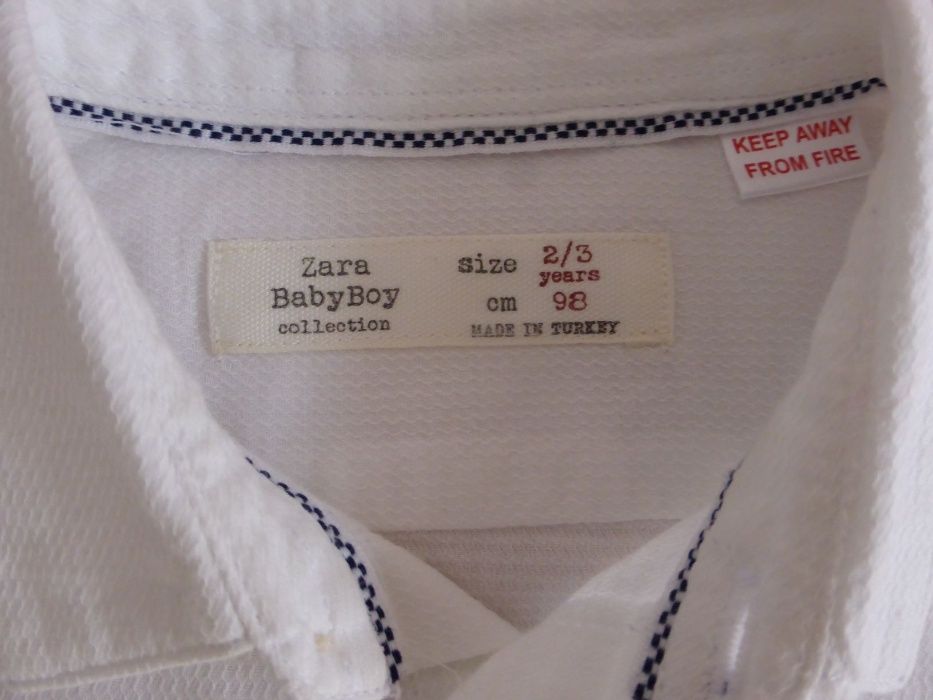 KEEP AWAY
FROM FIRE
Zara
BabyBoy
collection
size 2/3
years
cm 98
MADE IN TURKEY